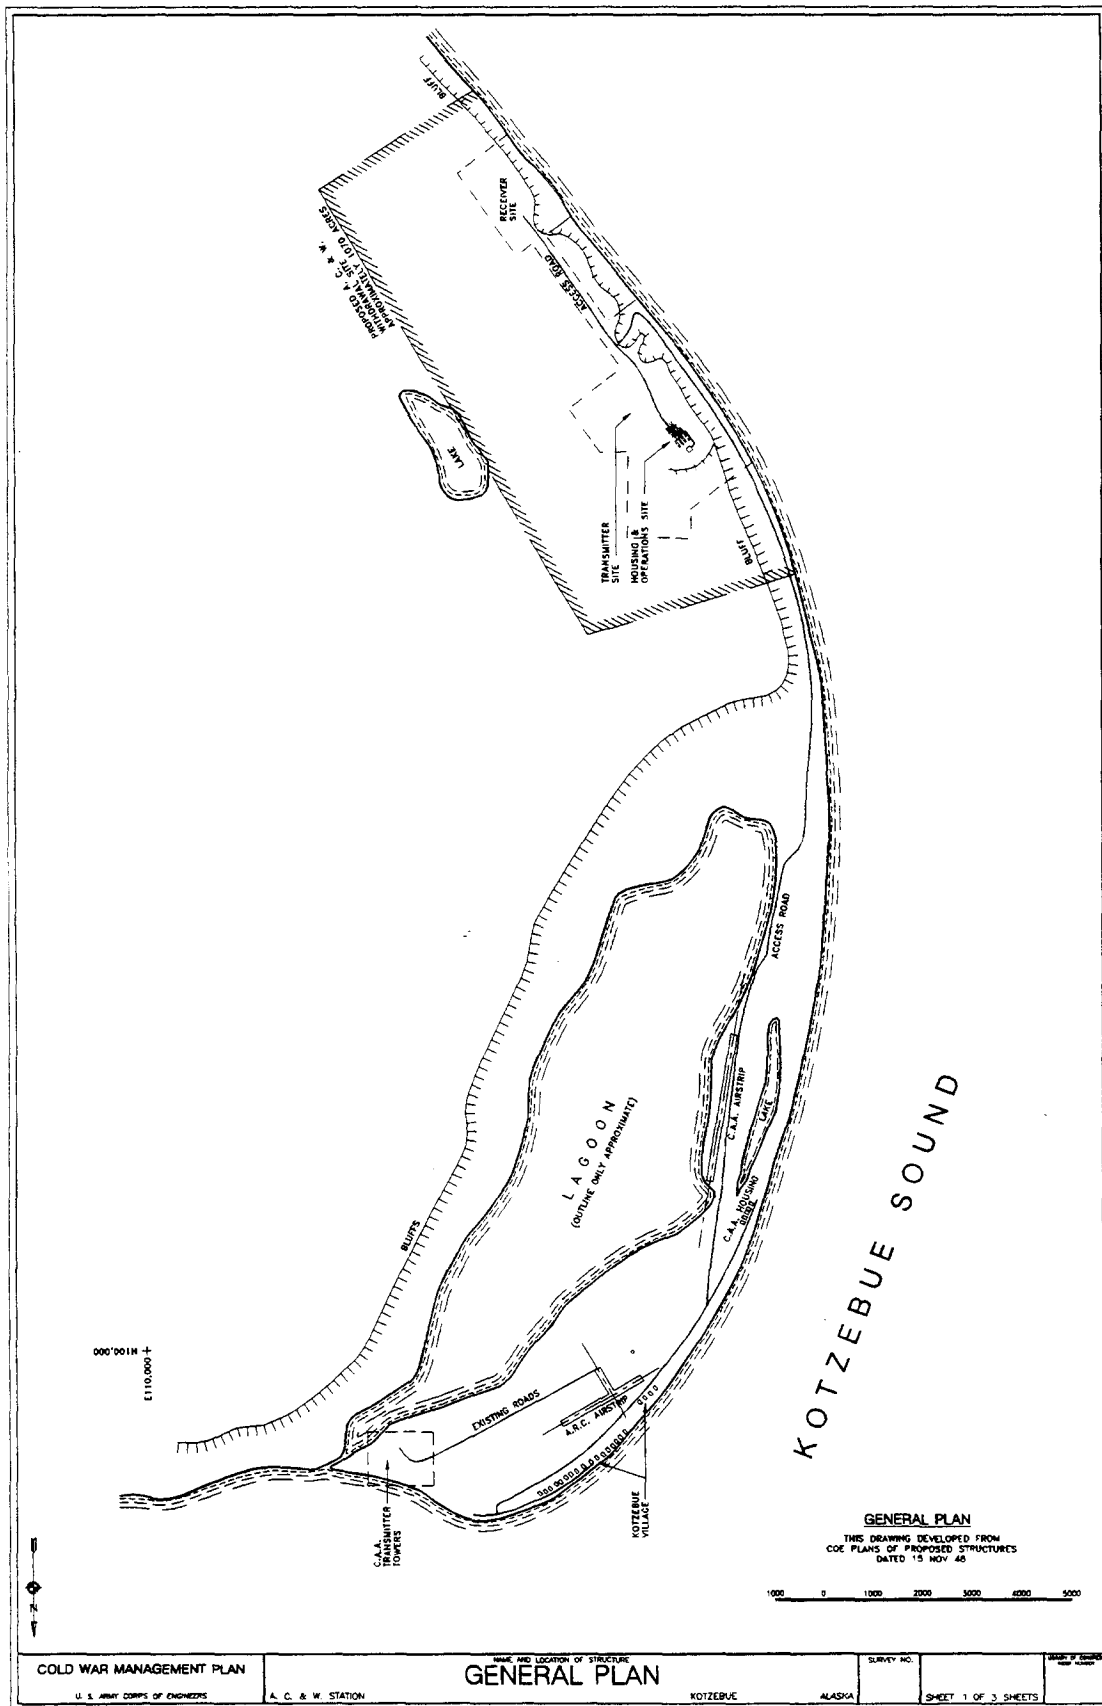 BLUFF
RECEIVER
SITE
PROPOSED A. C. & W.
WITHDRAWAL SITE
APPROXIMATELY 1070 ACRES
ACCESS ROAD
LAKE
TRANSMITTER
SITE
HOUSING &
OPERATIONS SITE
BLUFF
ACCESS ROAD
C.A.A. AIRSTRIP
LAKE
LAGOON
(OUTLINE ONLY APPROXIMATE)
C.A.A. HOUSING
BLUFFS
N100,000
E110,000
EXISTING ROADS
A.R.C. AIRSTRIP
KOTZEBUE SOUND
KOTZEBUE
VILLAGE
C.A.A.
TRANSMITTER
TOWERS
N
GENERAL PLAN
THIS DRAWING DEVELOPED FROM
COE PLANS OF PROPOSED STRUCTURES
DATED 15 NOV 48
1000 0 1000 2000 3000 4000 5000
COLD WAR MANAGEMENT PLAN
U. S. ARMY CORPS OF ENGINEERS
NAME AND LOCATION OF STRUCTURE
GENERAL PLAN
A. C. & W. STATION KOTZEBUE ALASKA
SURVEY NO.
SHEET 1 OF 3 SHEETS